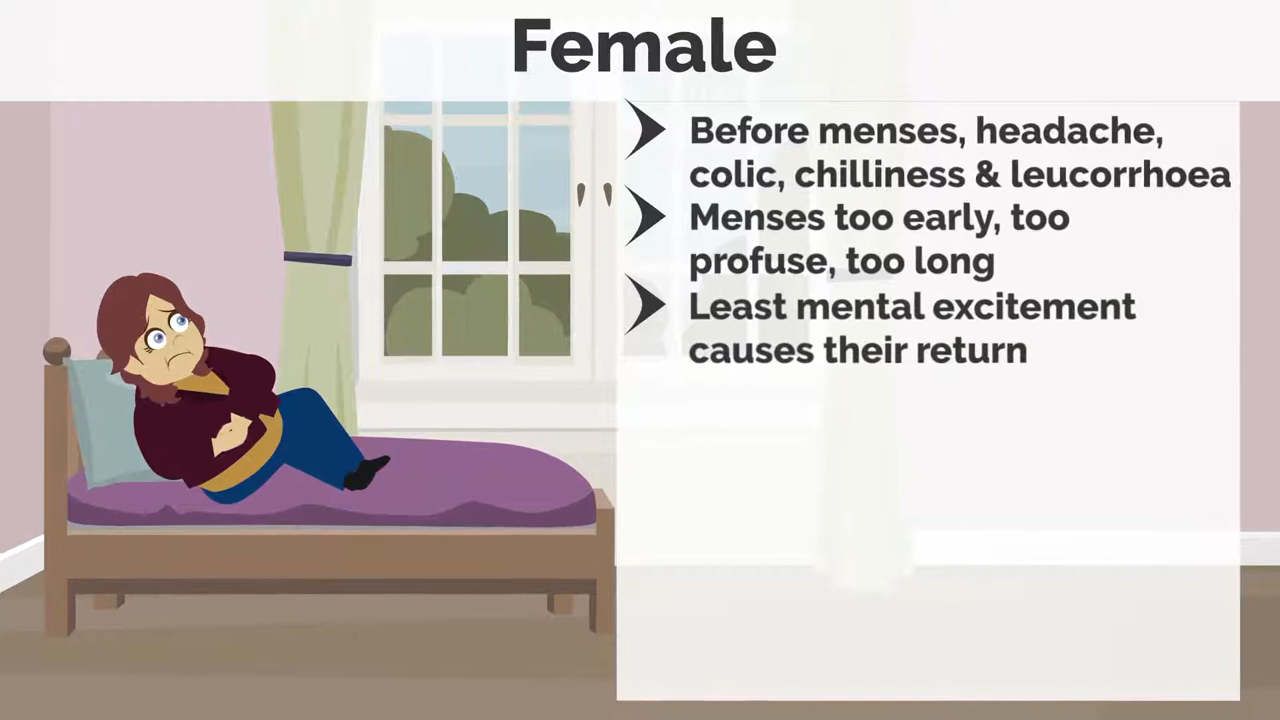 Female
Before menses, headache,
colic, chilliness & leucorrhoea
Menses too early, too
profuse, too long
Least mental excitement
causes their return